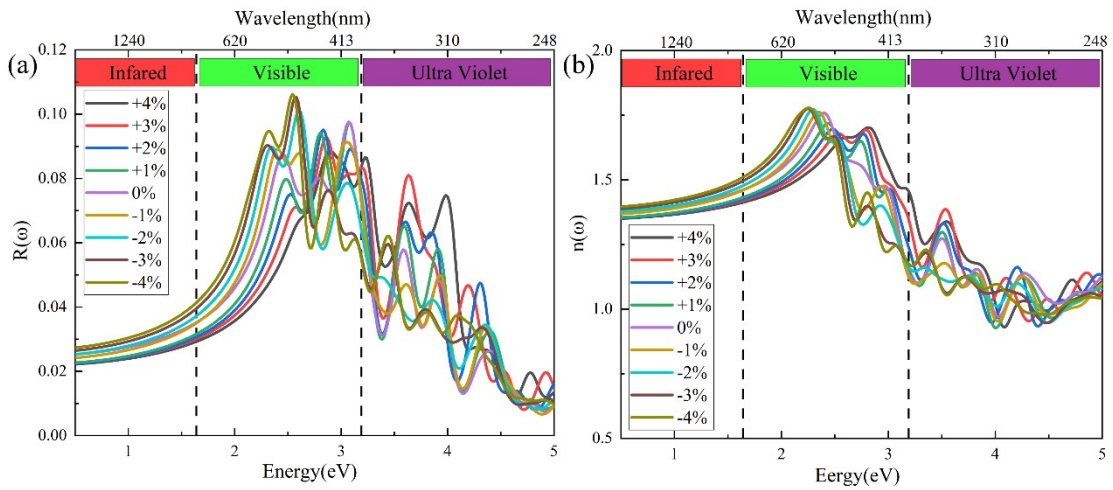 Wavelength(nm)
1240 620 413 310 248
(a)
Infared Visible Ultra Violet
+4%
+3%
+2%
+1%
0%
-1%
-2%
-3%
-4%
R(ω)
0.12
0.10
0.08
0.06
0.04
0.02
0.00
1 2 3 4 5
Energy(eV)
Wavelength(nm)
1240 620 413 310 248
(b)
Infared Visible Ultra Violet
n(ω)
2.0
1.5
1.0
0.5
+4%
+3%
+2%
+1%
0%
-1%
-2%
-3%
-4%
1 2 3 4 5
Eergy(eV)